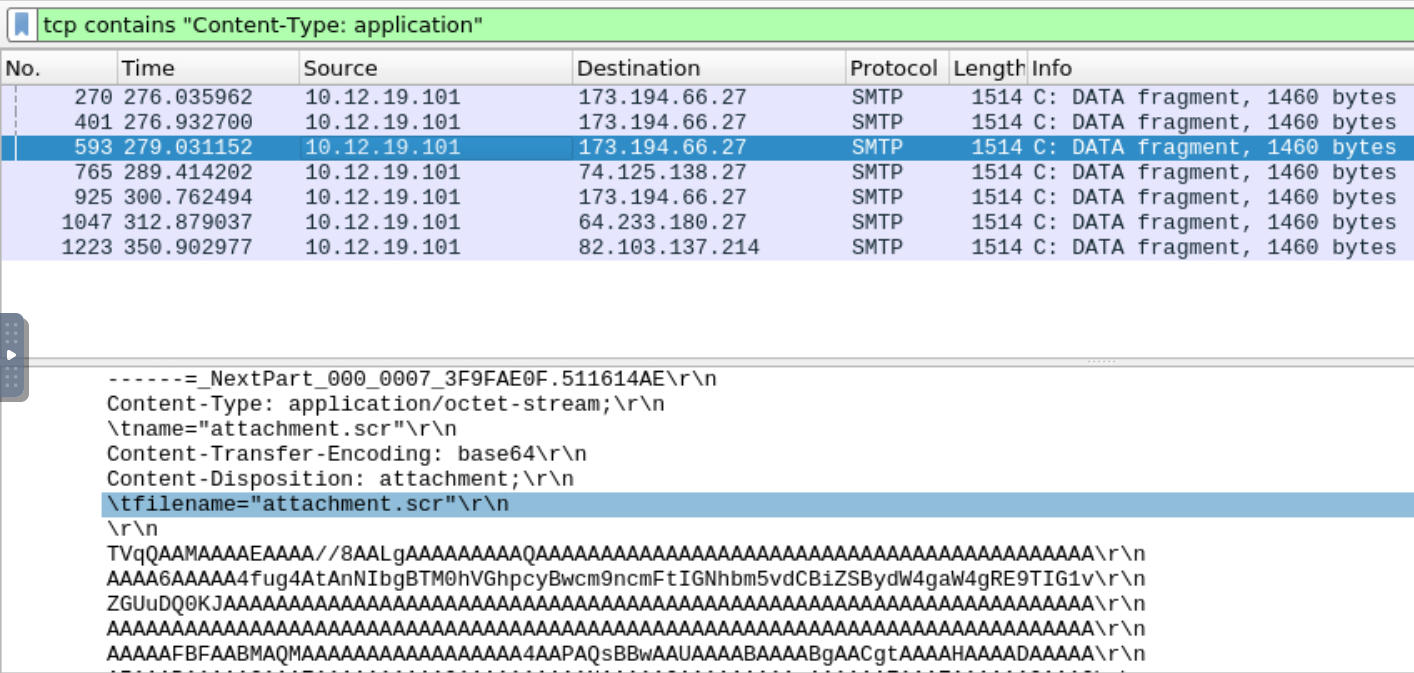 tcp contains "Content-Type: application"
No. Time Source Destination Protocol Length Info
270 276.035962 10.12.19.101 173.194.66.27 SMTP 1514 C: DATA fragment, 1460 bytes
401 276.932700 10.12.19.101 173.194.66.27 SMTP 1514 C: DATA fragment, 1460 bytes
593 279.031152 10.12.19.101 173.194.66.27 SMTP 1514 C: DATA fragment, 1460 bytes
765 289.414202 10.12.19.101 74.125.138.27 SMTP 1514 C: DATA fragment, 1460 bytes
925 300.762494 10.12.19.101 173.194.66.27 SMTP 1514 C: DATA fragment, 1460 bytes
1047 312.879037 10.12.19.101 64.233.180.27 SMTP 1514 C: DATA fragment, 1460 bytes
1223 350.902977 10.12.19.101 82.103.137.214 SMTP 1514 C: DATA fragment, 1460 bytes
------=_NextPart_000_0007_3F9FAE0F.511614AE\r\n
Content-Type: application/octet-stream;\r\n
\tname="attachment.scr"\r\n
Content-Transfer-Encoding: base64\r\n
Content-Disposition: attachment;\r\n
\tfilename="attachment.scr"\r\n
\r\n
TVqQAAMAAAAEAAAA//8AALgAAAAAAAAAQAAAAAAAAAAAAAAAAAAAAAAAAAAAAAAAAAAAAAAAAAAA\r\n
AAAA6AAAAA4fug4AtAnNIbgBTM0hVGhpcyBwcm9ncmFtIGNhbm5vdCBiZSBydW4gaW4gRE9TIG1v\r\n
ZGUuDQ0KJAAAAAAAAAAAAAAAAAAAAAAAAAAAAAAAAAAAAAAAAAAAAAAAAAAAAAAAAAAAAAAAAAAA\r\n
AAAAAAAAAAAAAAAAAAAAAAAAAAAAAAAAAAAAAAAAAAAAAAAAAAAAAAAAAAAAAAAAAAAAAAAAAAAA\r\n
AAAAAFBFAABMAQMAAAAAAAAAAAAAAAAA4AAPAQsBBwAAUAAAABAAAABgAACgtAAAAHAAAADAAAAA\r\n